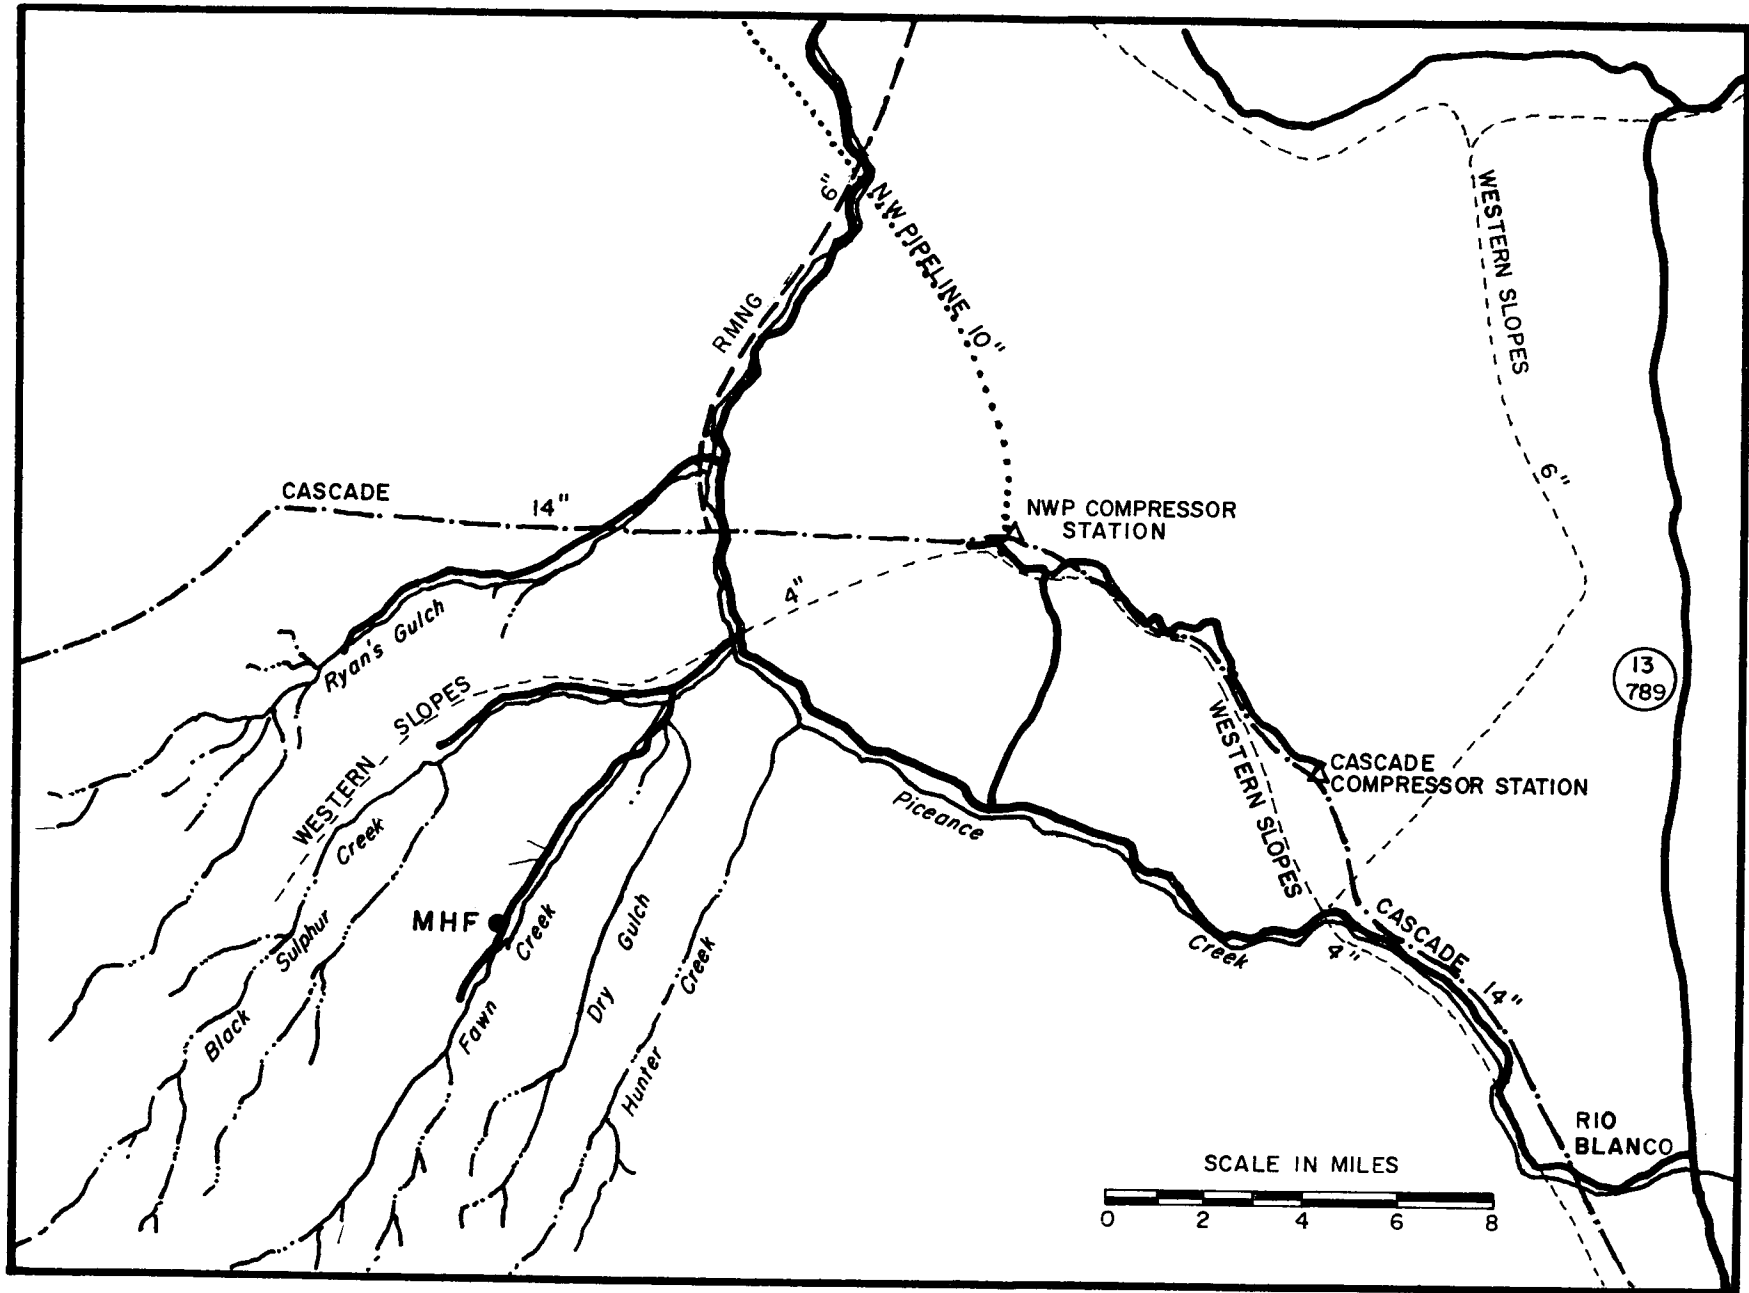 6"
N.W. PIPELINE 10"
RMNG
WESTERN SLOPES
6"
CASCADE
14"
NWP COMPRESSOR
STATION
4"
Ryan's Gulch
WESTERN SLOPES
13
789
WESTERN SLOPES
CASCADE
COMPRESSOR STATION
Piceance
Creek
Black Sulphur Creek
MHF
Fawn Creek
Dry Gulch
Hunter Creek
4"
CASCADE
14"
RIO
BLANCO
SCALE IN MILES
0 2 4 6 8